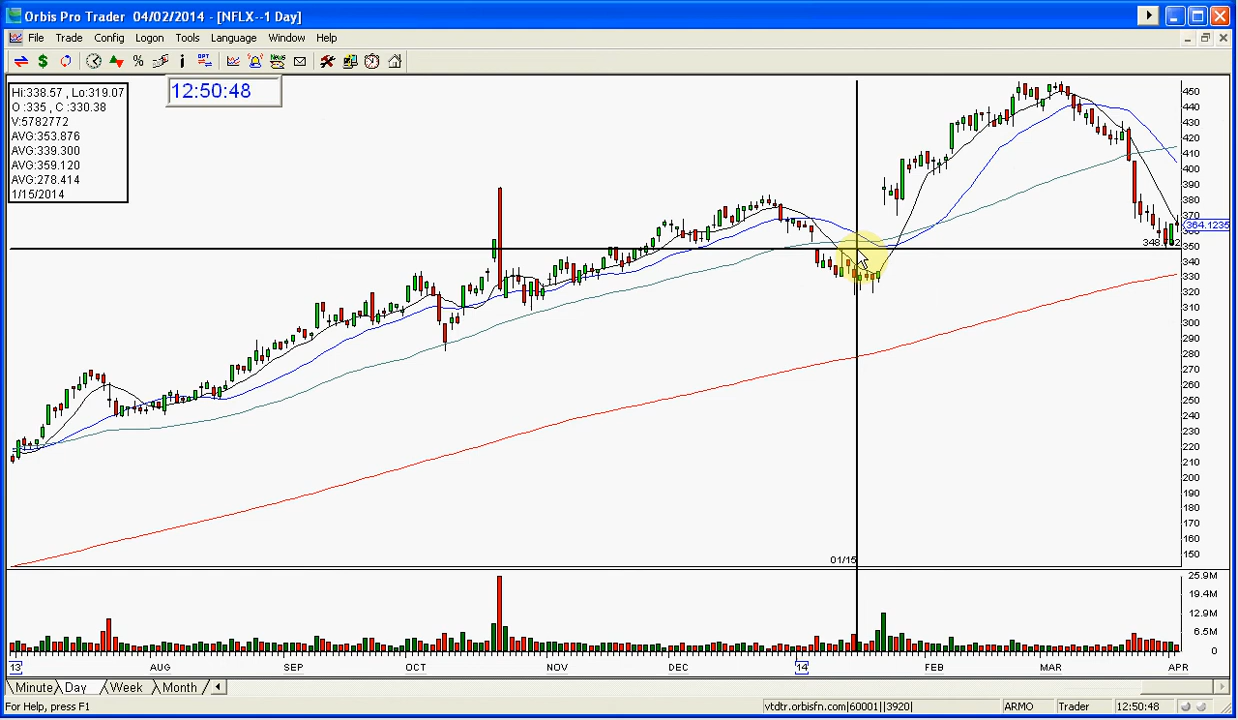 Orbis Pro Trader 04/02/2014 - [NFLX--1 Day]
File Trade Config Logon Tools Language Window Help
12:50:48
Hi:338.57 , Lo:319.07
O :335 , C :330.38
V:5782772
AVG:353.876
AVG:339.300
AVG:359.120
AVG:278.414
1/15/2014
450
440
430
420
410
400
390
380
370
364.1235
350
340
330
320
310
300
290
280
270
260
250
240
230
220
210
200
190
180
170
160
150
01/15
25.9M
19.4M
12.9M
6.5M
0
13 AUG SEP OCT NOV DEC 14 FEB MAR APR
Minute Day Week Month
For Help, press F1
vtdtr.orbisfn.com|60001||3920| ARMO Trader 12:50:48